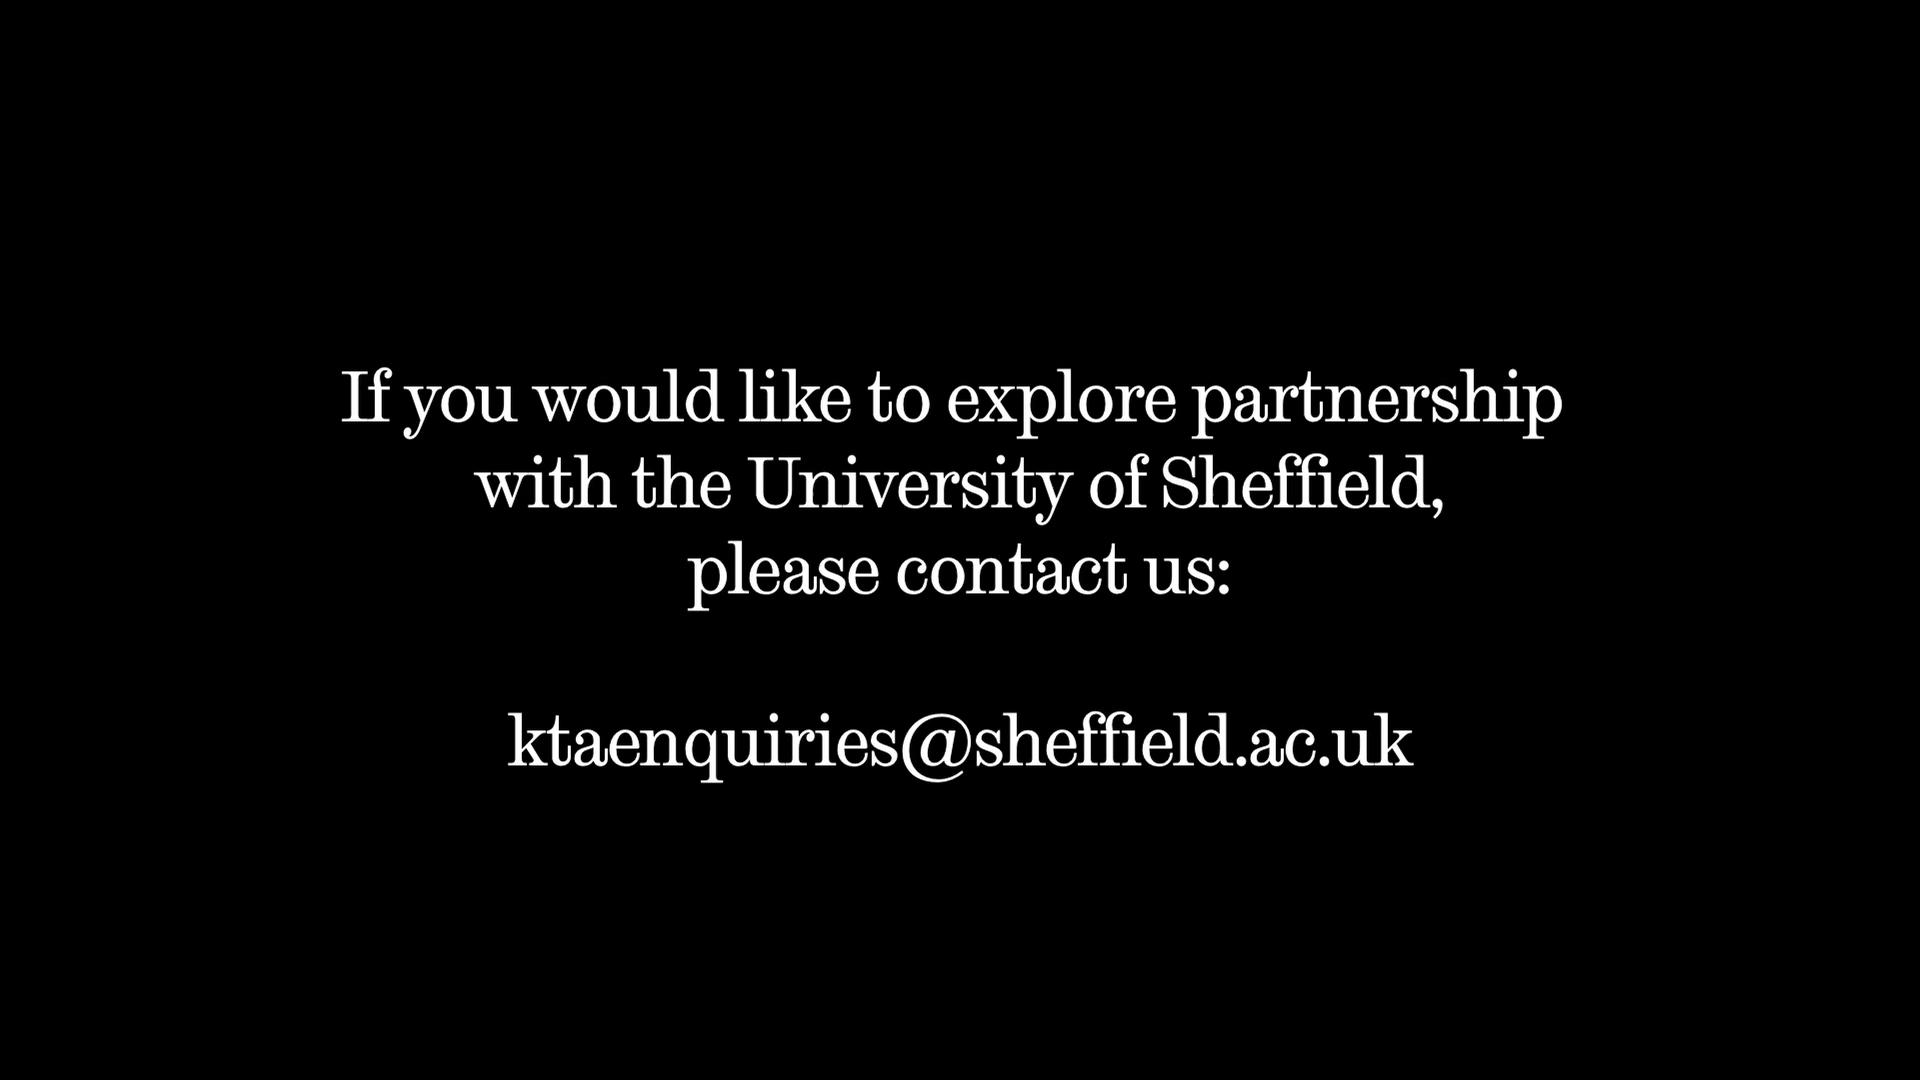 If you would like to explore partnership
with the University of Sheffield,
please contact us:
ktaenquiries@sheffield.ac.uk